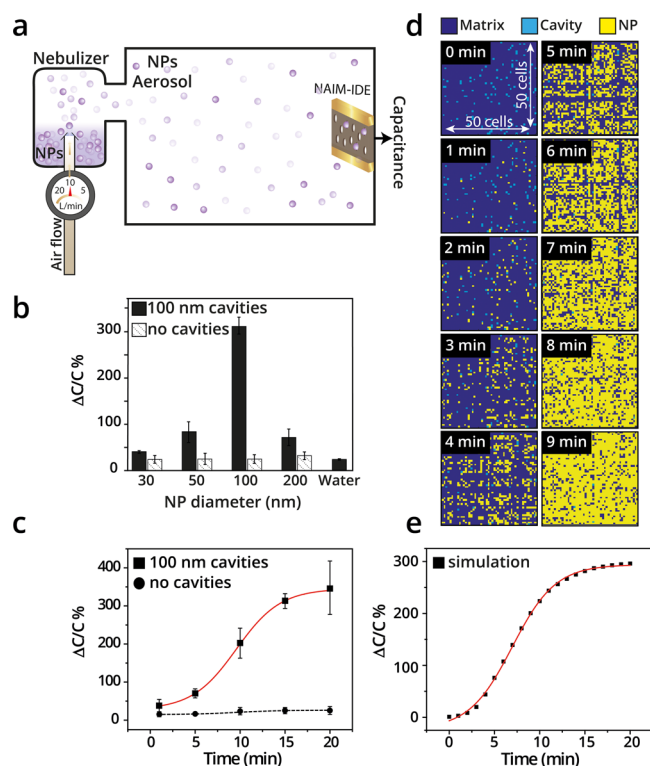 a
Nebulizer
NPs
Aerosol
NAIM-IDE
Capacitance
NPs
10
20 5
L/min
Air flow
b
100 nm cavities
no cavities
ΔC/C %
300
200
100
0
30 50 100 200 Water
NP diameter (nm)
c
100 nm cavities
no cavities
ΔC/C %
400
300
200
100
0
0 5 10 15 20
Time (min)
d
Matrix Cavity NP
0 min
50 cells
50 cells
1 min
2 min
3 min
4 min
5 min
6 min
7 min
8 min
9 min
e
simulation
ΔC/C %
300
200
100
0
0 5 10 15 20
Time (min)